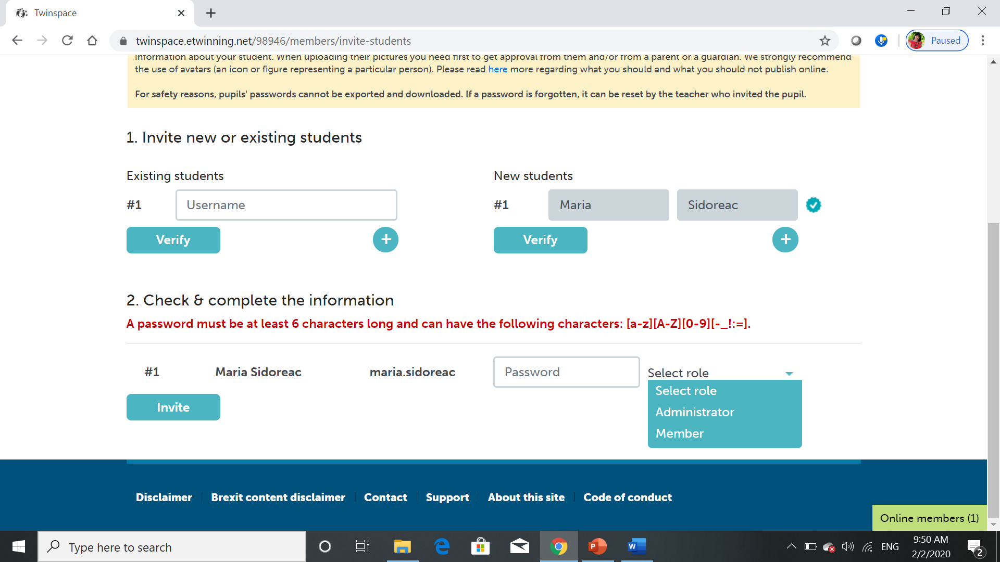 Twinspace
twinspace.etwinning.net/98946/members/invite-students
Paused
information about your student. When uploading their pictures you need first to get approval from them and/or from a parent or a guardian. We strongly recommend
the use of avatars (an icon or figure representing a particular person). Please read here more regarding what you should and what you should not publish online.
For safety reasons, pupils' passwords cannot be exported and downloaded. If a password is forgotten, it can be reset by the teacher who invited the pupil.
1. Invite new or existing students
Existing students
New students
#1 Username
#1 Maria Sidoreac
Verify +
Verify +
2. Check & complete the information
A password must be at least 6 characters long and can have the following characters: [a-z][A-Z][0-9][-_!:=].
#1 Maria Sidoreac maria.sidoreac Password Select role
Select role
Administrator
Member
Invite
Disclaimer Brexit content disclaimer Contact Support About this site Code of conduct
Online members (1)
Type here to search
ENG
9:50 AM
2/2/2020
2